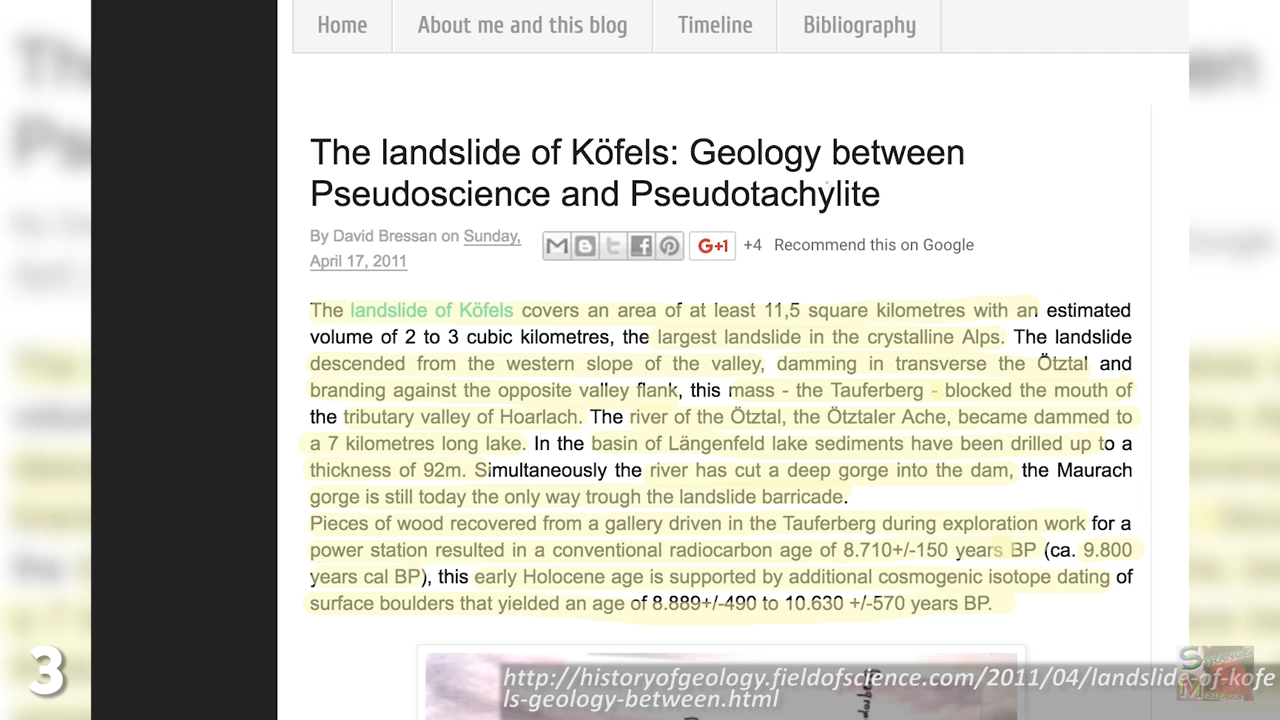 Home About me and this blog Timeline Bibliography
The landslide of Köfels: Geology between
Pseudoscience and Pseudotachylite
By David Bressan on Sunday,
April 17, 2011
G+1 +4 Recommend this on Google
The landslide of Köfels covers an area of at least 11,5 square kilometres with an estimated
volume of 2 to 3 cubic kilometres, the largest landslide in the crystalline Alps. The landslide
descended from the western slope of the valley, damming in transverse the Ötztal and
branding against the opposite valley flank, this mass - the Tauferberg - blocked the mouth of
the tributary valley of Hoarlach. The river of the Ötztal, the Ötztaler Ache, became dammed to
a 7 kilometres long lake. In the basin of Längenfeld lake sediments have been drilled up to a
thickness of 92m. Simultaneously the river has cut a deep gorge into the dam, the Maurach
gorge is still today the only way trough the landslide barricade.
Pieces of wood recovered from a gallery driven in the Tauferberg during exploration work for a
power station resulted in a conventional radiocarbon age of 8.710+/-150 years BP (ca. 9.800
years cal BP), this early Holocene age is supported by additional cosmogenic isotope dating of
surface boulders that yielded an age of 8.889+/-490 to 10.630 +/-570 years BP.
http://historyofgeology.fieldofscience.com/2011/04/landslide-of-kofe
ls-geology-between.html
3
STRANGE